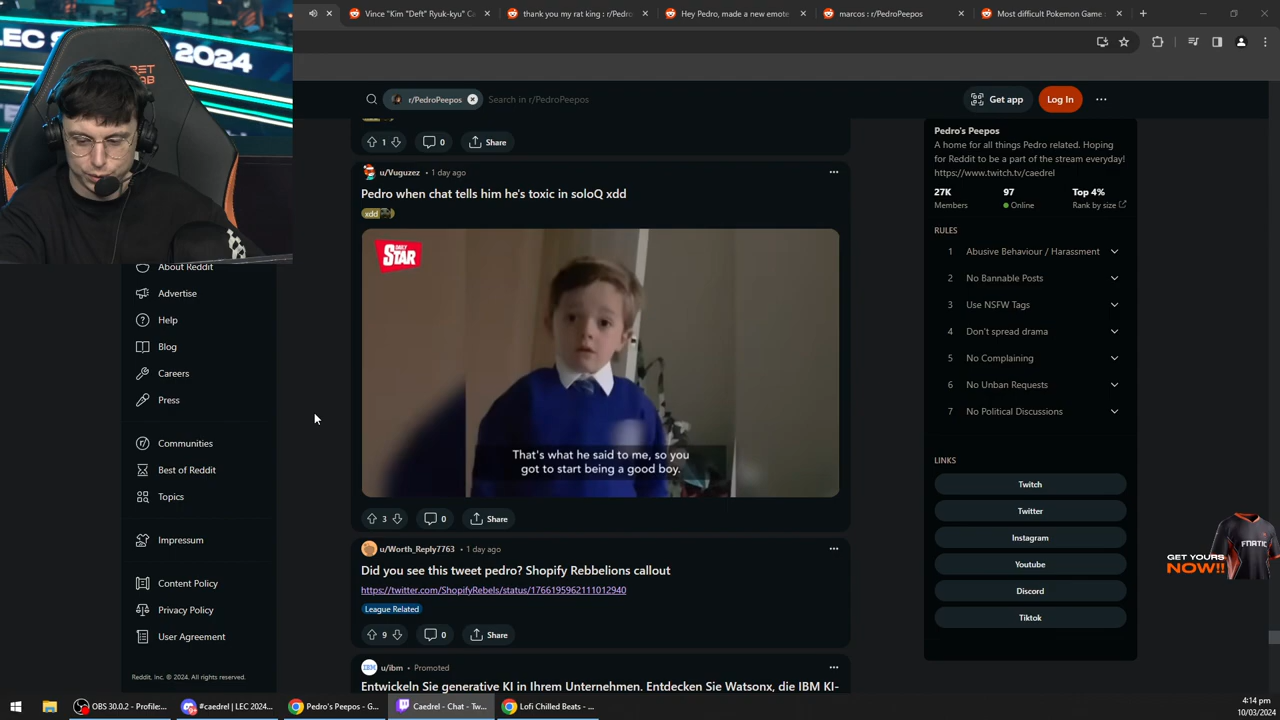 LEC S
2024
Vince "Kim "Deft" Ryuk-kyu" C
thank you my rat king : r/Pedro
Hey Pedro, made a new emote
marcos : r/PedroPeepos
Most difficult Pokemon Game
r/PedroPeepos
Search in r/PedroPeepos
Get app
Log In
1
0
Share
u/Vuguzez • 1 day ago
Pedro when chat tells him he's toxic in soloQ xdd
xdd
DAILY
STAR
That's what he said to me, so you
got to start being a good boy.
3
0
Share
u/Worth_Reply7763 • 1 day ago
Did you see this tweet pedro? Shopify Rebbelions callout
https://twitter.com/ShopifyRebels/status/1766195962111012940
League Related
9
0
Share
IBM
u/ibm • Promoted
Entwickeln Sie generative KI in Ihrem Unternehmen. Entdecken Sie Watsonx, die IBM KI-
About Reddit
Advertise
Help
Blog
Careers
Press
Communities
Best of Reddit
Topics
Impressum
Content Policy
Privacy Policy
User Agreement
Reddit, Inc. © 2024. All rights reserved.
Pedro's Peepos
A home for all things Pedro related. Hoping
for Reddit to be a part of the stream everyday!
https://www.twitch.tv/caedrel
27K 97 Top 4%
Members Online Rank by size
RULES
1 Abusive Behaviour / Harassment
2 No Bannable Posts
3 Use NSFW Tags
4 Don't spread drama
5 No Complaining
6 No Unban Requests
7 No Political Discussions
LINKS
Twitch
Twitter
Instagram
Youtube
Discord
Tiktok
GET YOURS
NOW!!
FNATIC
OBS 30.0.2 - Profile:...
#caedrel | LEC 2024...
Pedro's Peepos - G...
Caedrel - Chat - Tw...
Lofi Chilled Beats - ...
4:14 pm
10/03/2024